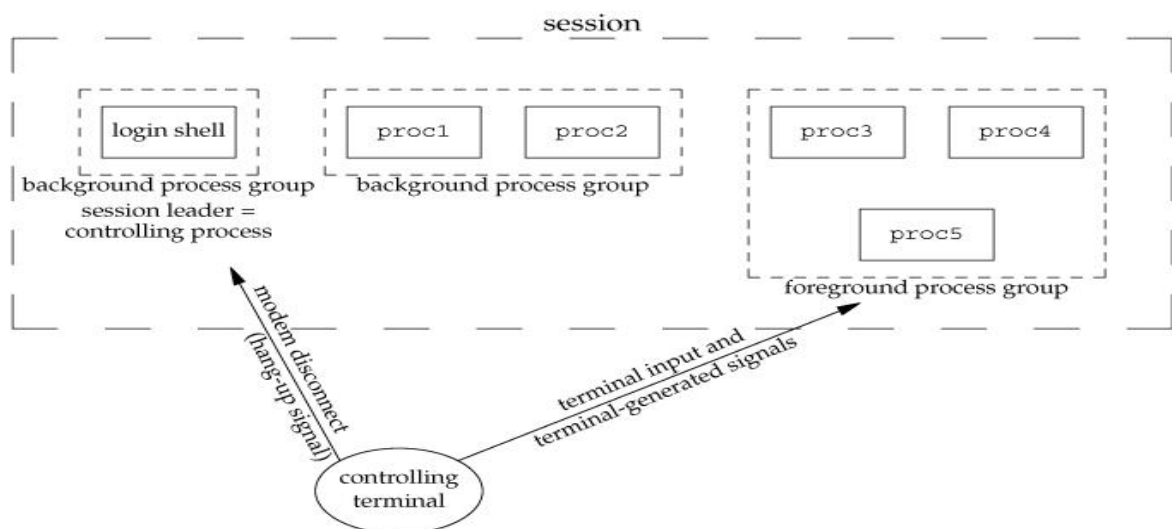 session
login shell
proc1
proc2
proc3
proc4
background process group
background process group
session leader =
controlling process
proc5
foreground process group
modem disconnect
(hang-up signal)
terminal input and
terminal-generated signals
controlling
terminal